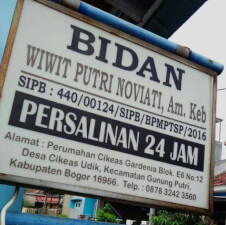 BIDAN
WIWIT PUTRI NOVIATI, Am. Keb
SIPB : 440/00124/SIPB/BPMPTSP/2016
PERSALINAN 24 JAM
Alamat : Perumahan Cikeas Gardenia Blok. E6 No.12
Desa Cikeas Udik, Kecamatan Gunung Putri,
Kabupaten Bogor 16966. Telp. : 0878 3242 3560